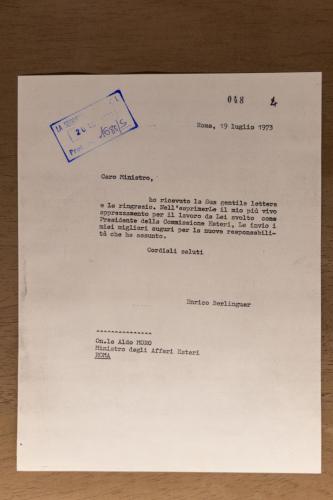 048
Roma, 19 luglio 1973
Caro Ministro,
ho ricevuto la Sua gentile lettera
e La ringrazio. Nell'esprimerLe il mio più vivo
apprezzamento per il lavoro da Lei svolto come
Presidente della Commissione Esteri, Le invio i
miei migliori auguri per le nuove responsabili-
tà che ha assunto.
Cordiali saluti
Enrico Berlinguer
---------------
On.le Aldo MORO
Ministro degli Affari Esteri
ROMA